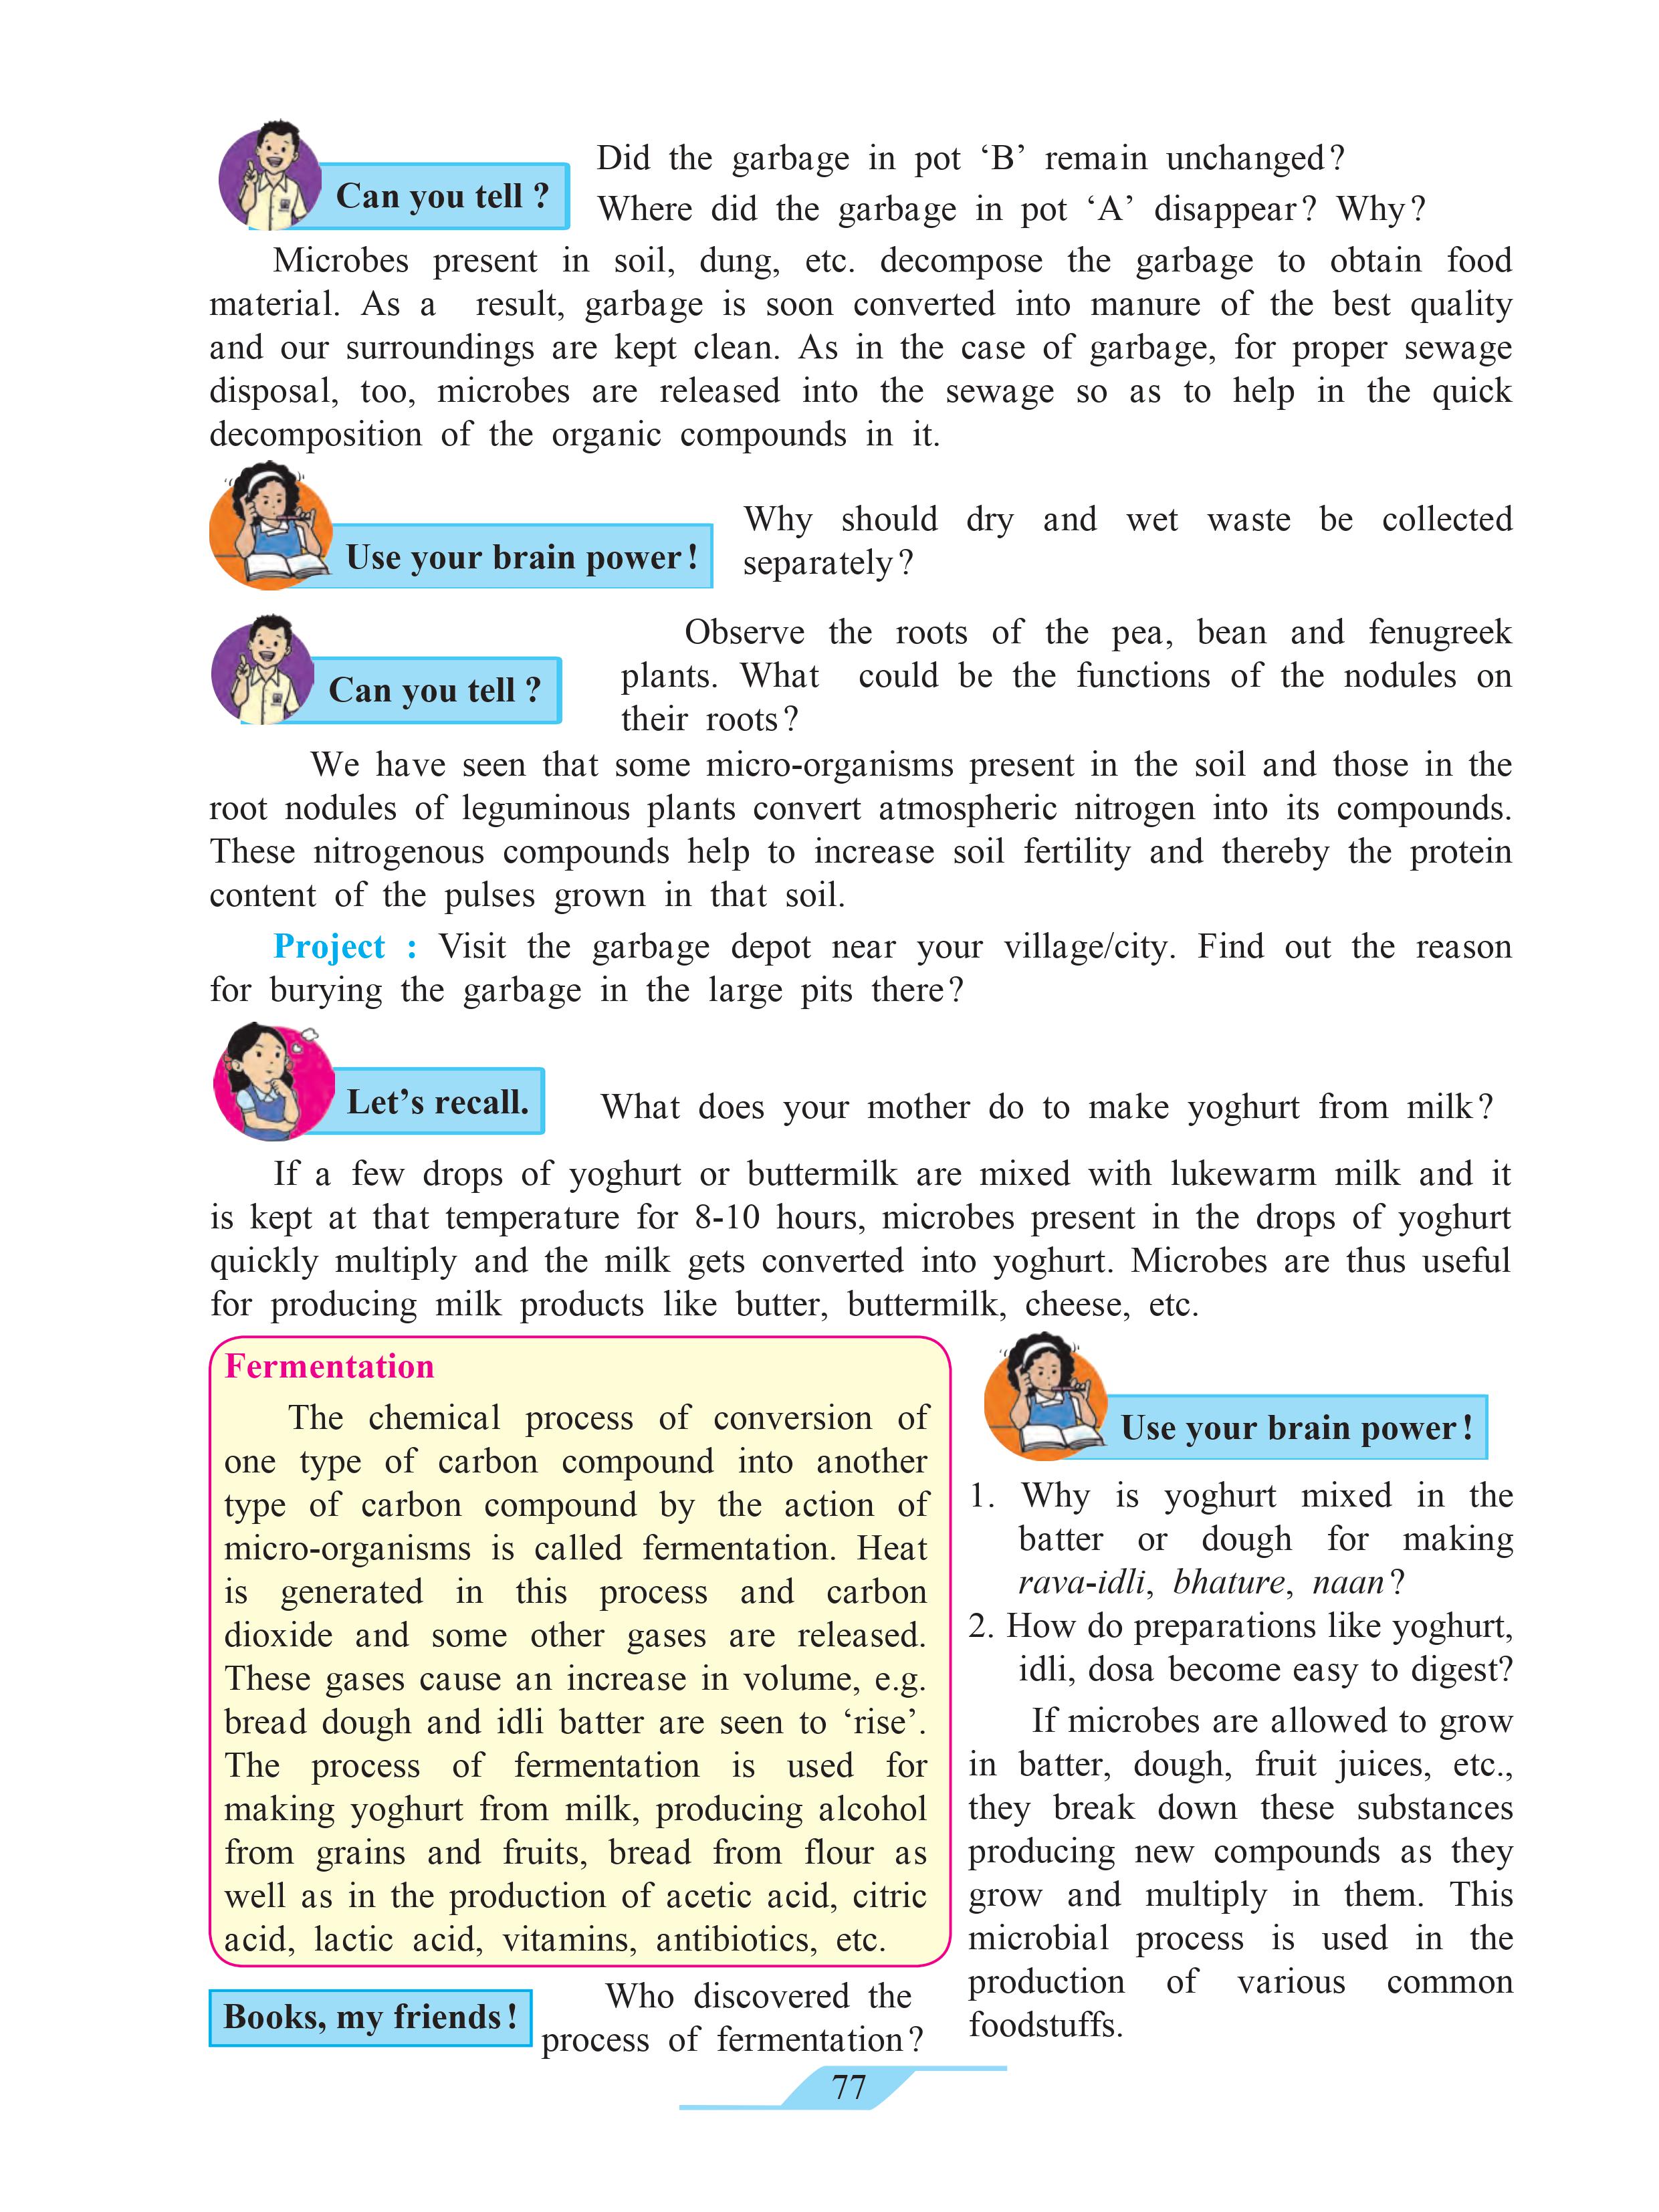 Can you tell ?
Did the garbage in pot ‘B’ remain unchanged?
Where did the garbage in pot ‘A’ disappear? Why?
Microbes present in soil, dung, etc. decompose the garbage to obtain food
material. As a result, garbage is soon converted into manure of the best quality
and our surroundings are kept clean. As in the case of garbage, for proper sewage
disposal, too, microbes are released into the sewage so as to help in the quick
decomposition of the organic compounds in it.
Use your brain power!
Why should dry and wet waste be collected
separately?
Can you tell ?
Observe the roots of the pea, bean and fenugreek
plants. What could be the functions of the nodules on
their roots?
We have seen that some micro-organisms present in the soil and those in the
root nodules of leguminous plants convert atmospheric nitrogen into its compounds.
These nitrogenous compounds help to increase soil fertility and thereby the protein
content of the pulses grown in that soil.
Project : Visit the garbage depot near your village/city. Find out the reason
for burying the garbage in the large pits there?
Let’s recall.
What does your mother do to make yoghurt from milk?
If a few drops of yoghurt or buttermilk are mixed with lukewarm milk and it
is kept at that temperature for 8-10 hours, microbes present in the drops of yoghurt
quickly multiply and the milk gets converted into yoghurt. Microbes are thus useful
for producing milk products like butter, buttermilk, cheese, etc.
Fermentation
The chemical process of conversion of
one type of carbon compound into another
type of carbon compound by the action of
micro-organisms is called fermentation. Heat
is generated in this process and carbon
dioxide and some other gases are released.
These gases cause an increase in volume, e.g.
bread dough and idli batter are seen to ‘rise’.
The process of fermentation is used for
making yoghurt from milk, producing alcohol
from grains and fruits, bread from flour as
well as in the production of acetic acid, citric
acid, lactic acid, vitamins, antibiotics, etc.
Books, my friends!
Who discovered the
process of fermentation?
Use your brain power!
1. Why is yoghurt mixed in the
batter or dough for making
rava-idli, bhature, naan?
2. How do preparations like yoghurt,
idli, dosa become easy to digest?
If microbes are allowed to grow
in batter, dough, fruit juices, etc.,
they break down these substances
producing new compounds as they
grow and multiply in them. This
microbial process is used in the
production of various common
foodstuffs.
77